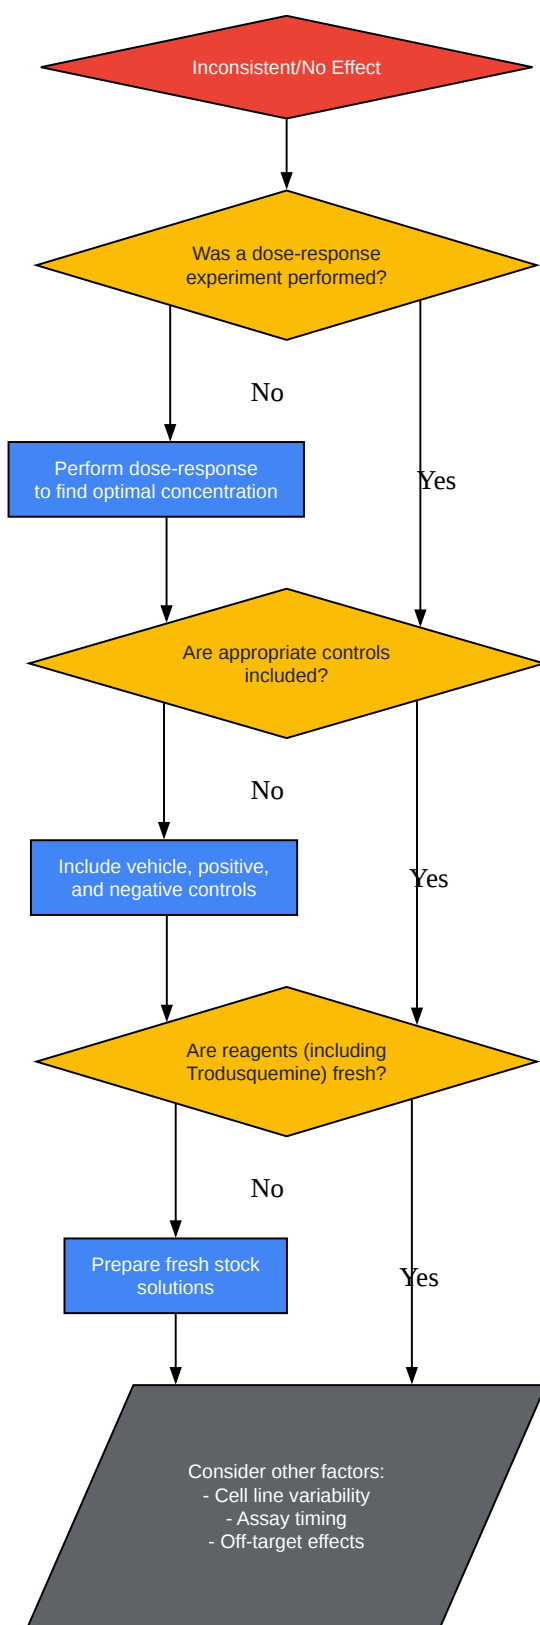 Inconsistent/No Effect
Was a dose-response
experiment performed?
No
Perform dose-response
to find optimal concentration
Yes
Are appropriate controls
included?
No
Include vehicle, positive,
and negative controls
Yes
Are reagents (including
Trodusquemine) fresh?
No
Prepare fresh stock
solutions
Yes
Consider other factors:
- Cell line variability
- Assay timing
- Off-target effects